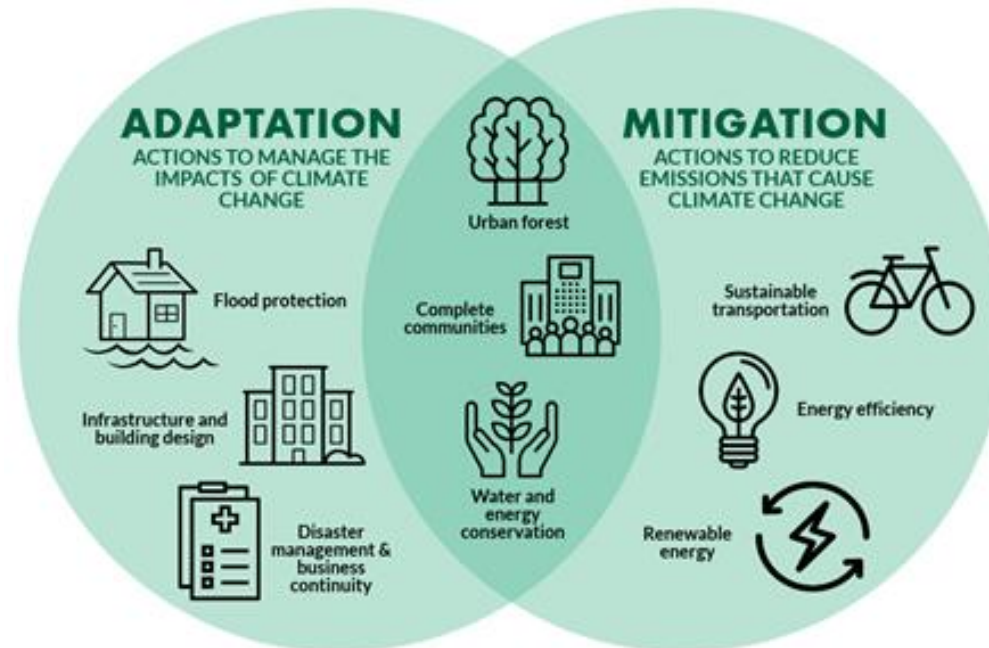 ADAPTATION
ACTIONS TO MANAGE THE
IMPACTS OF CLIMATE
CHANGE
Flood protection
Infrastructure and
building design
Disaster
management &
business
continuity
Urban forest
Complete
communities
Water and
energy
conservation
MITIGATION
ACTIONS TO REDUCE
EMISSIONS THAT CAUSE
CLIMATE CHANGE
Sustainable
transportation
Energy efficiency
Renewable
energy